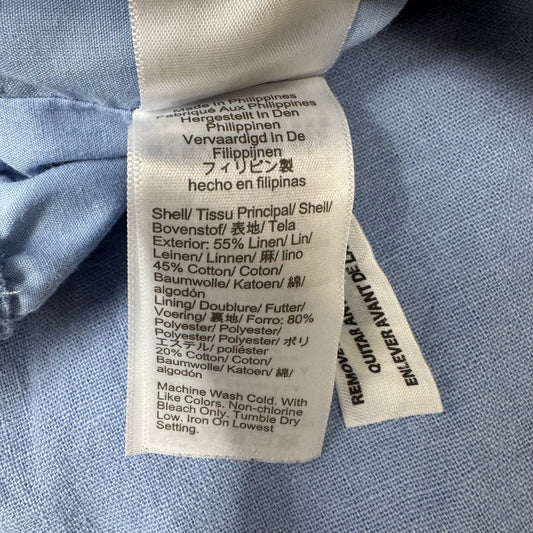 Made In Philippines
Fabriqué Aux Philippines
Hergestellt In Den
Philippinen
Vervaardigd In De
Filippijnen
フィリピン製
hecho en filipinas
Shell/ Tissu Principal/ Shell/
Bovenstof/ 表地/ Tela
Exterior: 55% Linen/ Lin/
Leinen/ Linnen/ 麻/ lino
45% Cotton/ Coton/
Baumwolle/ Katoen/ 綿/
algodón
Lining/ Doublure/ Futter/
Voering/ 裏地/ Forro: 80%
Polyester/ Polyester/
Polyester/ Polyester/ ポリ
エステル/ poliéster
20% Cotton/ Coton/
Baumwolle/ Katoen/ 綿/
algodón
Machine Wash Cold. With
Like Colors. Non-chlorine
Bleach Only. Tumble Dry
Low. Iron On Lowest
Setting.
QUITAR AN
ENLEVER AVANT DE L